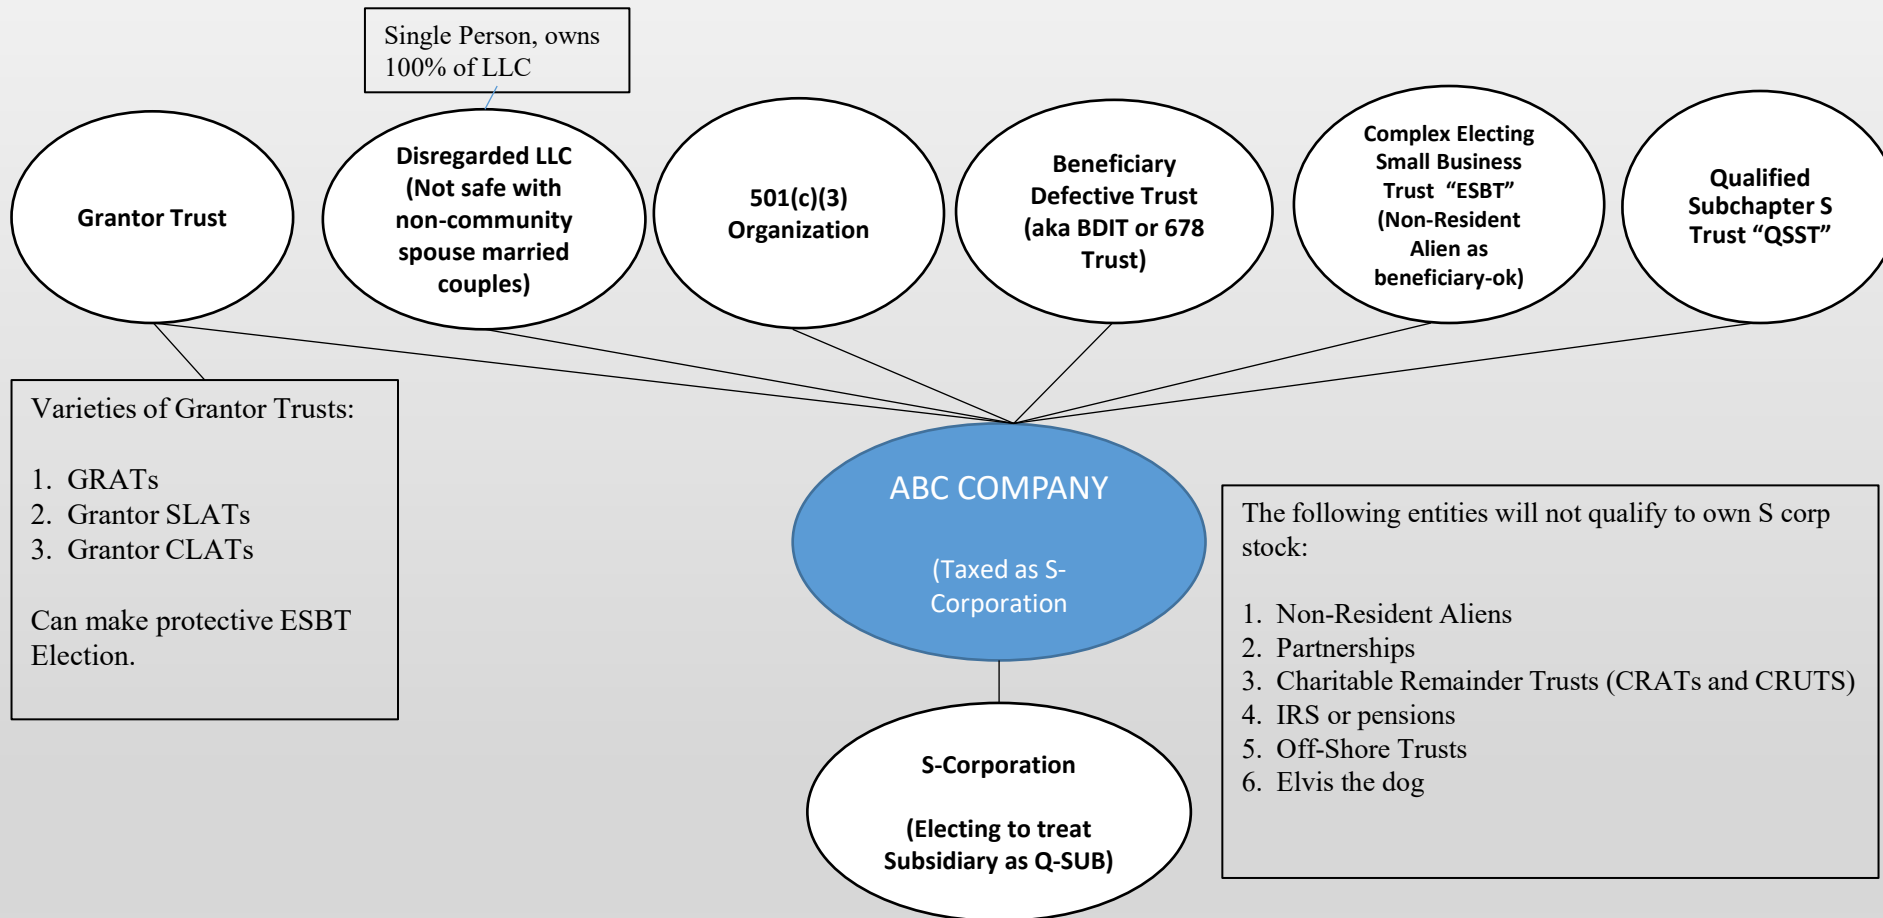 Single Person, owns
100% of LLC
Grantor Trust
Disregarded LLC
(Not safe with
non-community
spouse married
couples)
501(c)(3)
Organization
Beneficiary
Defective Trust
(aka BDIT or 678
Trust)
Complex Electing
Small Business
Trust “ESBT”
(Non-Resident
Alien as
beneficiary-ok)
Qualified
Subchapter S
Trust “QSST”
Varieties of Grantor Trusts:
1. GRATs
2. Grantor SLATs
3. Grantor CLATs
Can make protective ESBT
Election.
ABC COMPANY
(Taxed as S-
Corporation
The following entities will not qualify to own S corp
stock:
1. Non-Resident Aliens
2. Partnerships
3. Charitable Remainder Trusts (CRATs and CRUTS)
4. IRS or pensions
5. Off-Shore Trusts
6. Elvis the dog
S-Corporation
(Electing to treat
Subsidiary as Q-SUB)